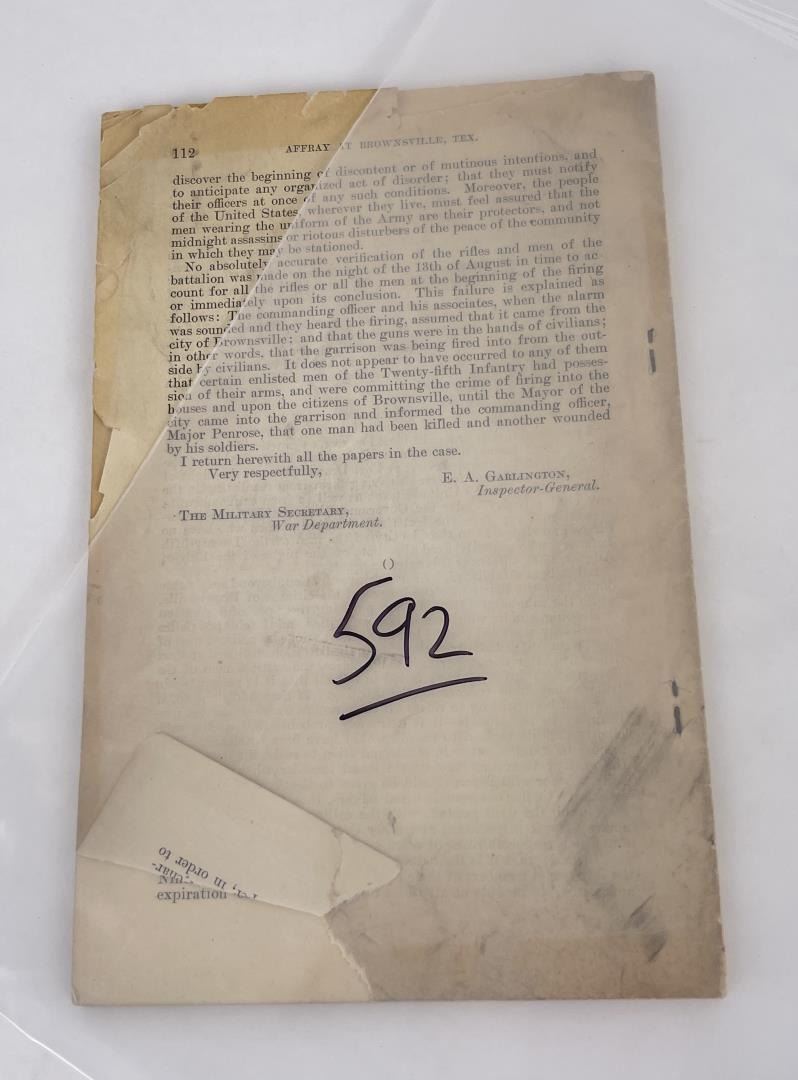 112 AFFRAY AT BROWNSVILLE, TEX.
discover the beginning of discontent or of mutinous intentions, and
to anticipate any organized act of disorder; that they must notify
their officers at once of any such conditions. Moreover, the people
of the United States, wherever they live, must feel assured that the
men wearing the uniform of the Army are their protectors, and not
midnight assassins or riotous disturbers of the peace of the community
in which they may be stationed.
No absolutely accurate verification of the rifles and men of the
battalion was made on the night of the 13th of August in time to ac-
count for all the rifles or all the men at the beginning of the firing
or immediately upon its conclusion. This failure is explained as
follows: The commanding officer and his associates, when the alarm
was sounded and they heard the firing, assumed that it came from the
city of Brownsville; and that the guns were in the hands of civilians;
in other words, that the garrison was being fired into from the out-
side by civilians. It does not appear to have occurred to any of them
that certain enlisted men of the Twenty-fifth Infantry had posses-
sion of their arms, and were committing the crime of firing into the
houses and upon the citizens of Brownsville, until the Mayor of the
city came into the garrison and informed the commanding officer,
Major Penrose, that one man had been killed and another wounded
by his soldiers.
I return herewith all the papers in the case.
Very respectfully,
E. A. GARLINGTON,
Inspector-General.
THE MILITARY SECRETARY,
War Department.
()
592
in order to
-char-
expiration